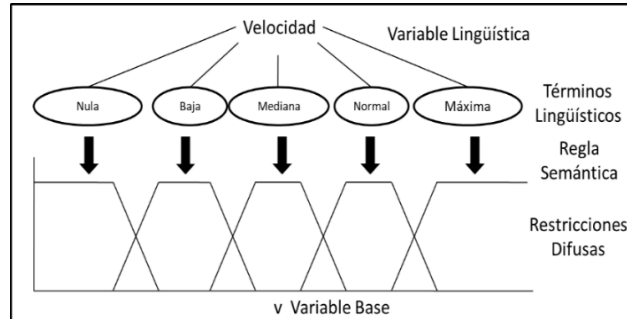 Velocidad
Variable Lingüística
Nula
Baja
Mediana
Normal
Máxima
Términos
Lingüísticos
Regla
Semántica
Restricciones
Difusas
v Variable Base